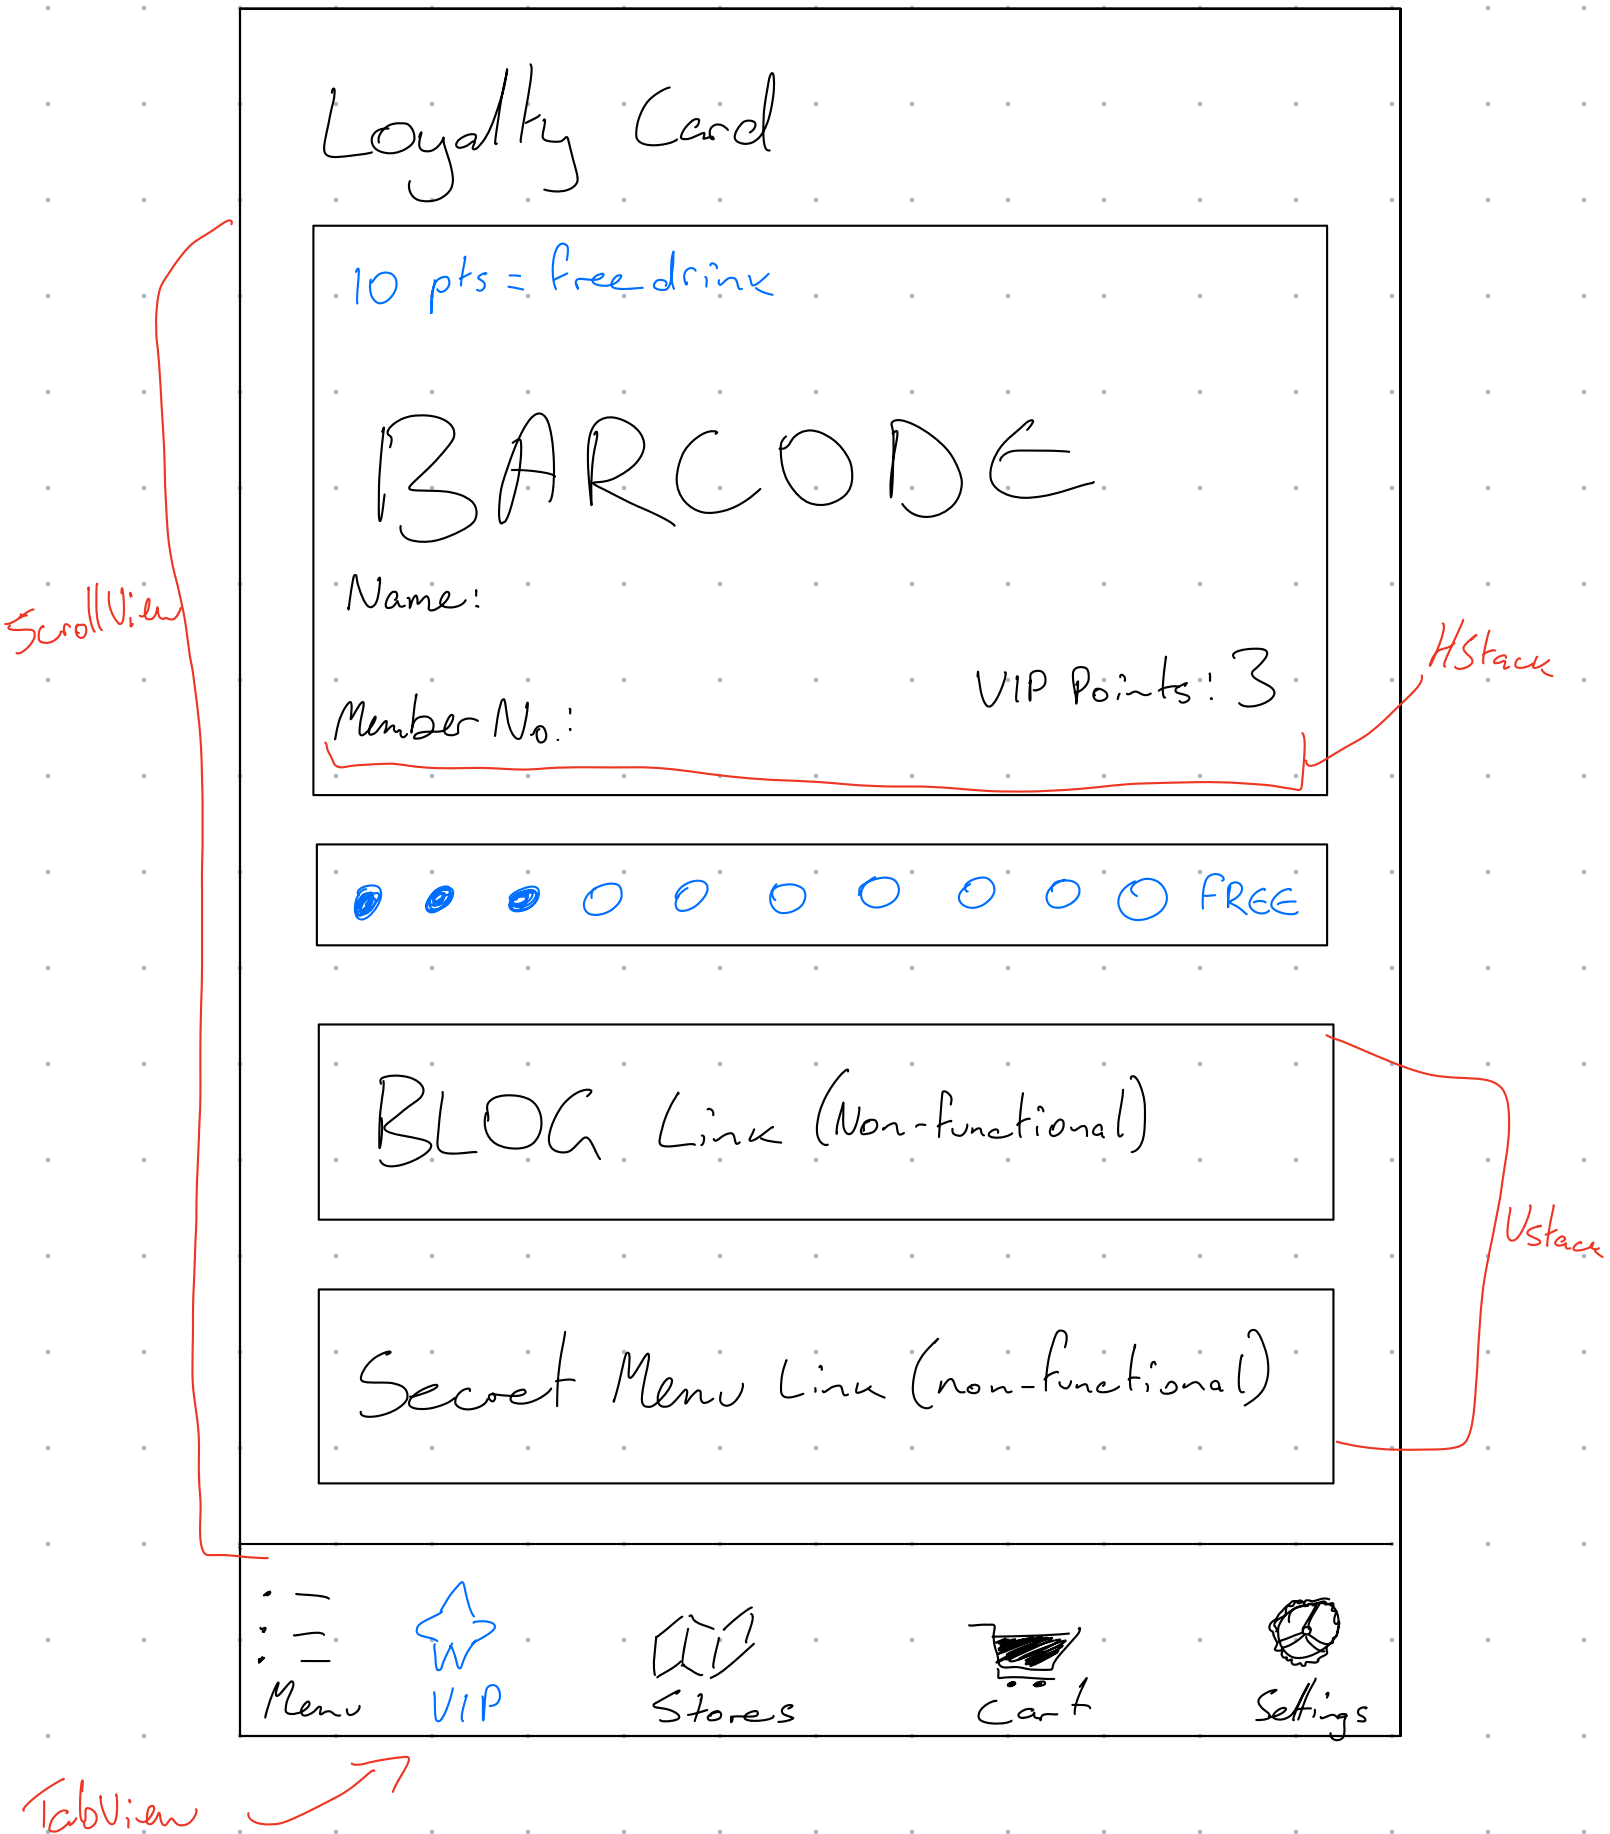 Loyalty Card
10 pts = free drink
BARCODE
Name:
ScrollView
HStack
VIP Points: 3
Member No.:
FREE
BLOG Link (Non-functional)
VStack
Secret Menu Link (non-functional)
Menu
VIP
Stores
Cart
Settings
TabView